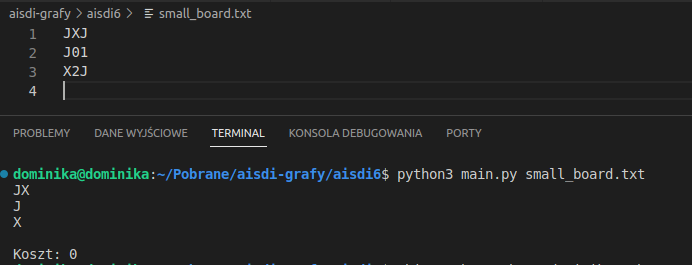 aisdi-grafy > aisdi6 > small_board.txt
1 JXJ
2 J01
3 X2J
4
PROBLEMY DANE WYJŚCIOWE TERMINAL KONSOLA DEBUGOWANIA PORTY
dominika@dominika:~/Pobrane/aisdi-grafy/aisdi6$ python3 main.py small_board.txt
JX
J
X
Koszt: 0